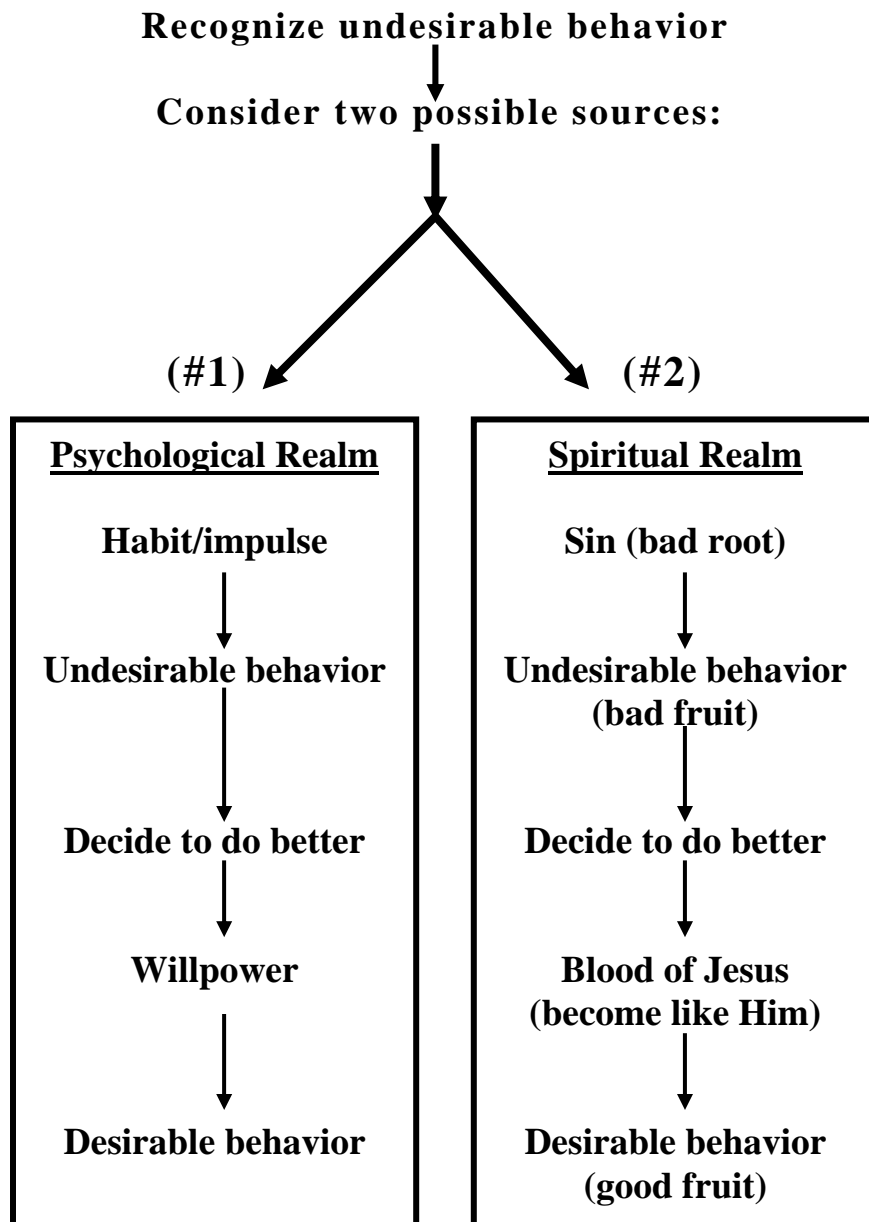 Recognize undesirable behavior
Consider two possible sources:
(#1)
(#2)
Psychological Realm
Habit/impulse
Undesirable behavior
Decide to do better
Willpower
Desirable behavior
Spiritual Realm
Sin (bad root)
Undesirable behavior
(bad fruit)
Decide to do better
Blood of Jesus
(become like Him)
Desirable behavior
(good fruit)